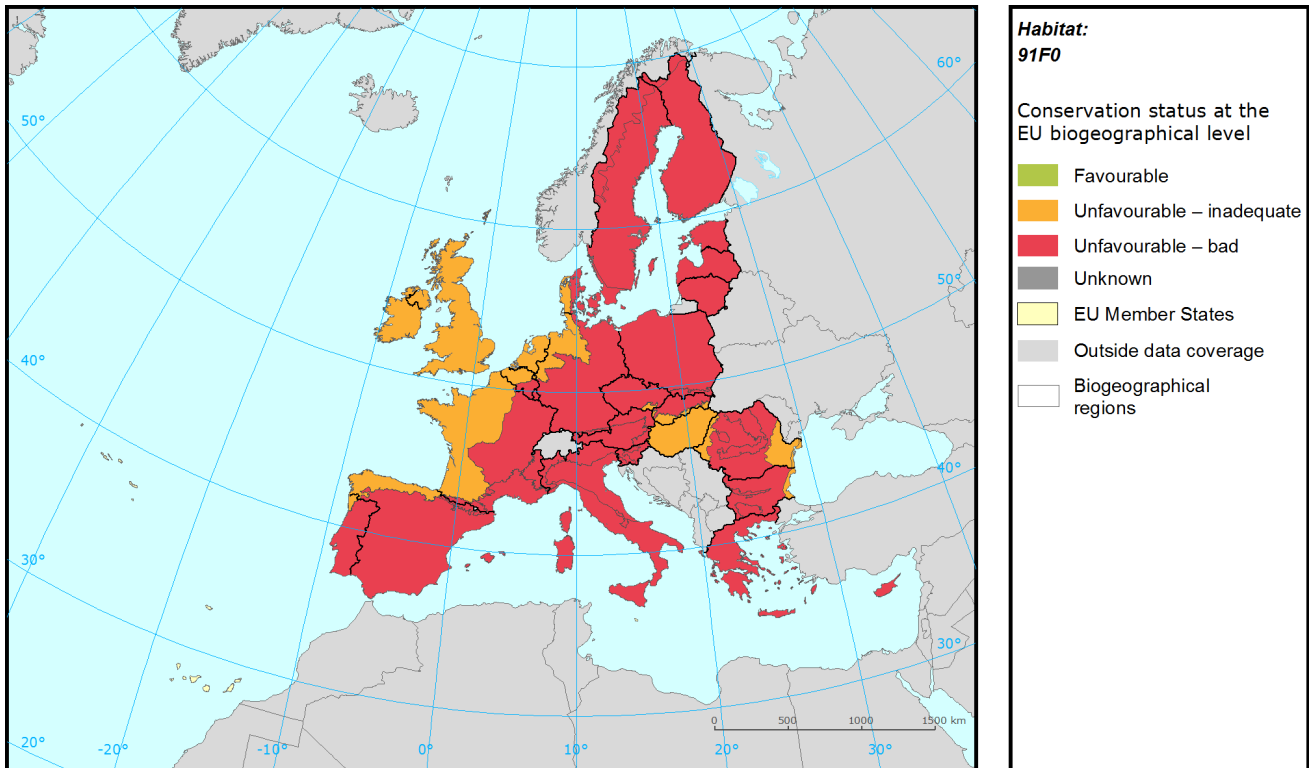 Habitat:
91F0
Conservation status at the
EU biogeographical level
Favourable
Unfavourable – inadequate
Unfavourable – bad
Unknown
EU Member States
Outside data coverage
Biogeographical
regions
60°
50°
50°
40°
40°
30°
30°
20°
-20°
-10°
0°
10°
20°
30°
0 500 1000 1500 km